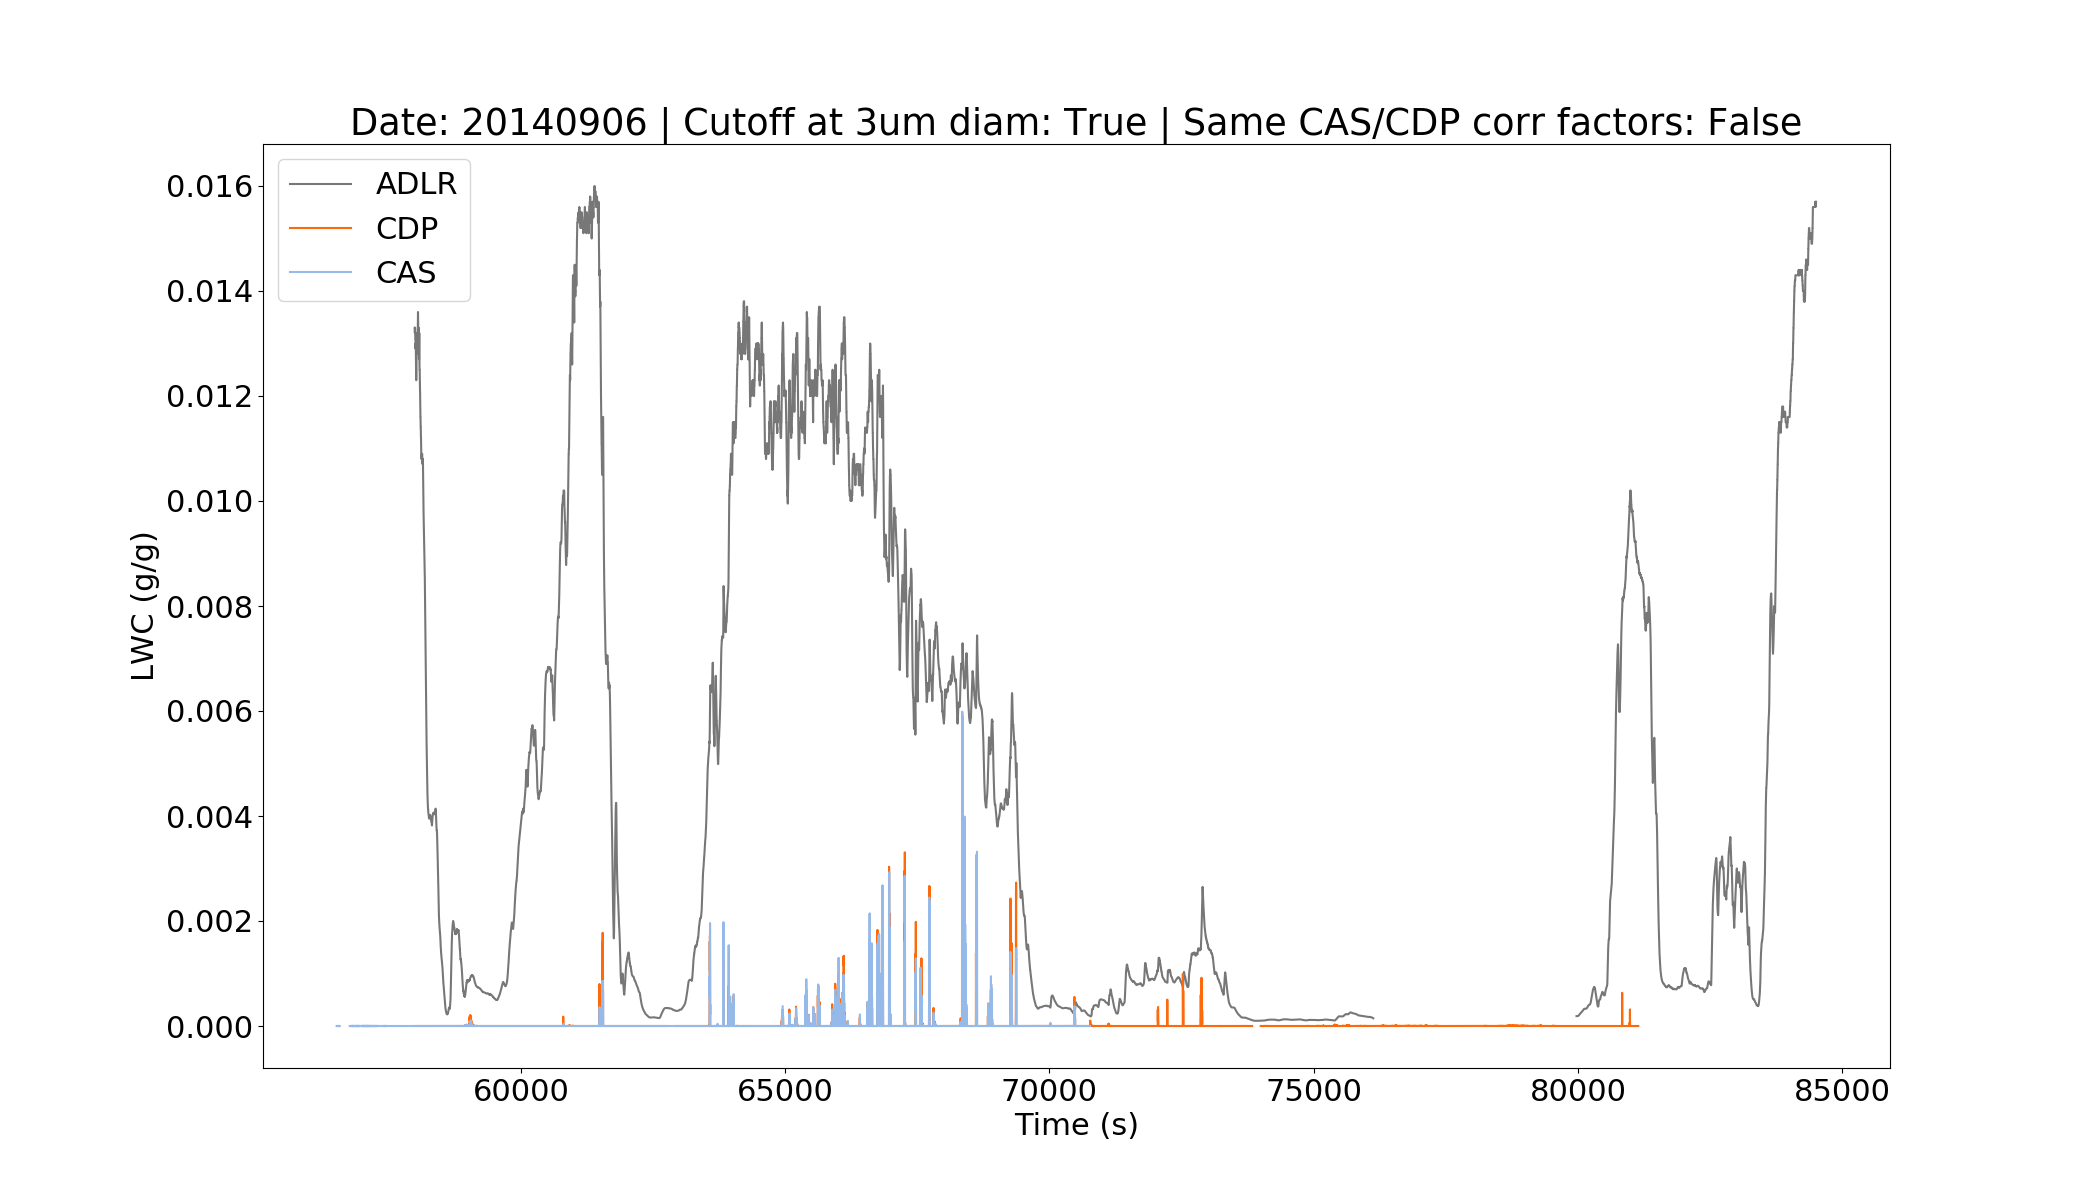 Date: 20140906 | Cutoff at 3um diam: True | Same CAS/CDP corr factors: False
ADLR
CDP
CAS
0.016
0.014
0.012
0.010
0.008
0.006
0.004
0.002
0.000
LWC (g/g)
60000 65000 70000 75000 80000 85000
Time (s)